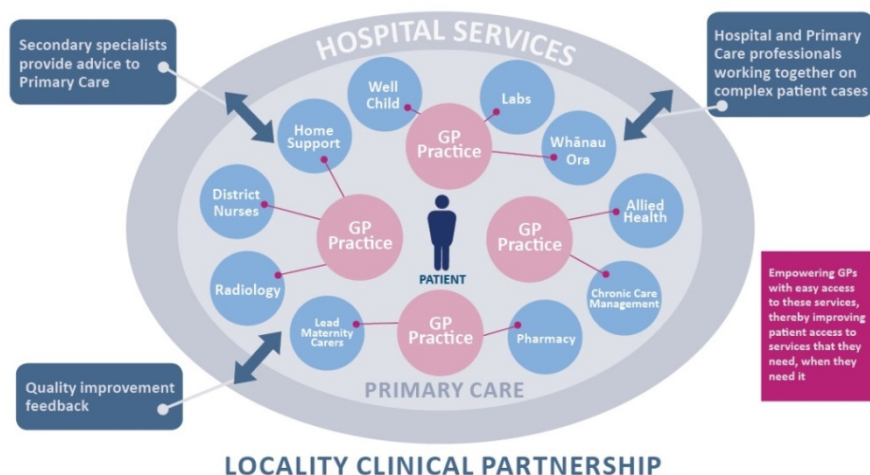 Secondary specialists
provide advice to
Primary Care
HOSPITAL SERVICES
Hospital and Primary
Care professionals
working together on
complex patient cases
Well
Child
Labs
Home
Support
GP
Practice
Whānau
Ora
District
Nurses
GP
Practice
GP
Practice
Allied
Health
Radiology
PATIENT
Chronic Care
Management
Lead
Maternity
Carers
GP
Practice
Pharmacy
Empowering GPs
with easy access
to these services,
thereby improving
patient access to
services that they
need, when they
need it
PRIMARY CARE
Quality improvement
feedback
LOCALITY CLINICAL PARTNERSHIP